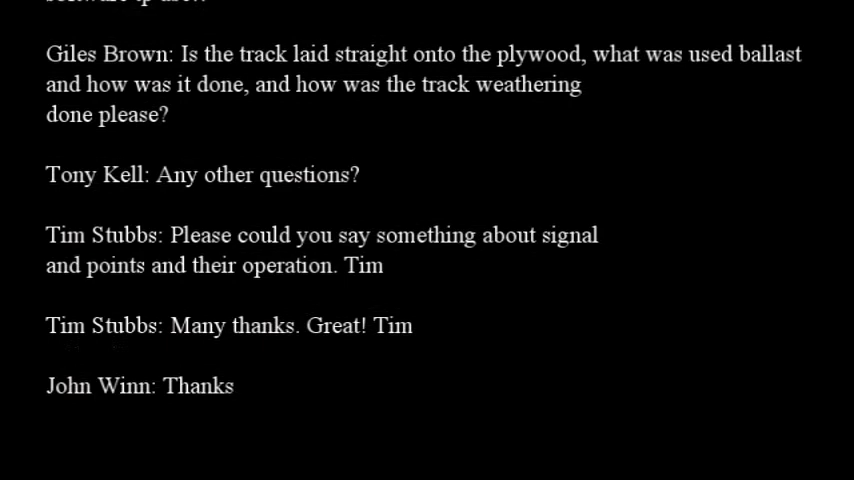 Giles Brown: Is the track laid straight onto the plywood, what was used ballast
and how was it done, and how was the track weathering
done please?
Tony Kell: Any other questions?
Tim Stubbs: Please could you say something about signal
and points and their operation. Tim
Tim Stubbs: Many thanks. Great! Tim
John Winn: Thanks